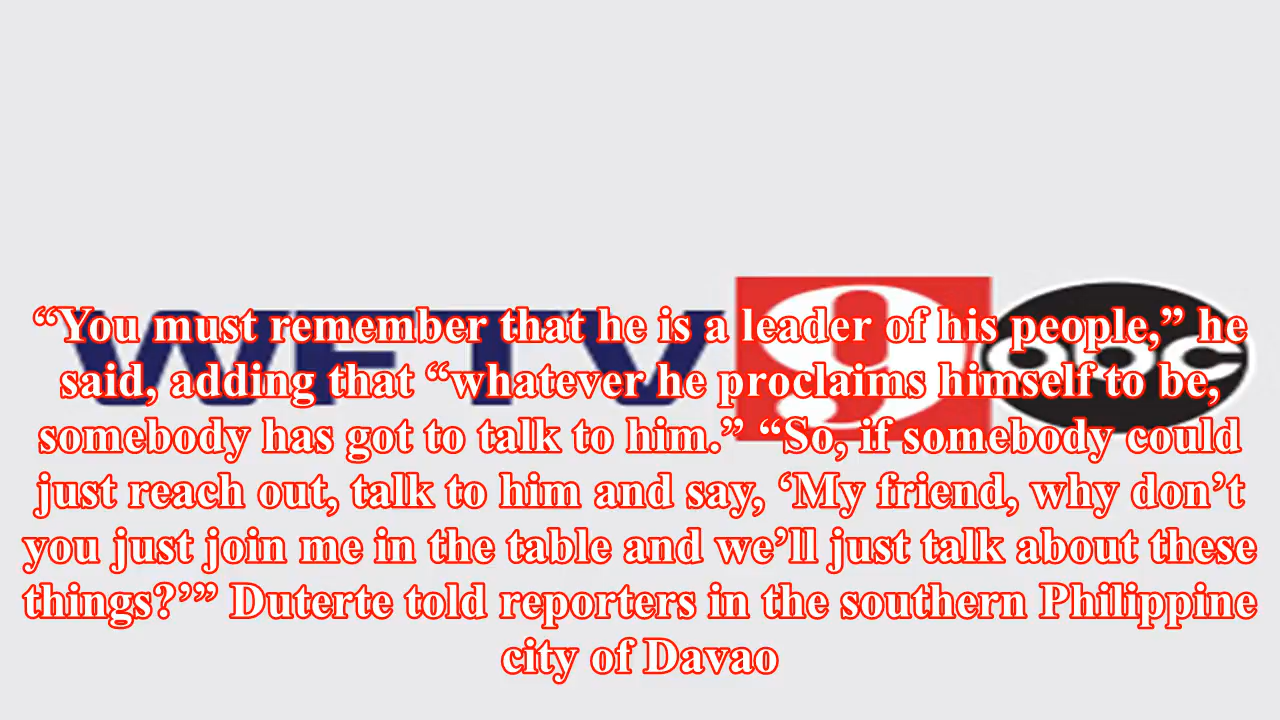 WFTV 9 abc
“You must remember that he is a leader of his people,” he
said, adding that “whatever he proclaims himself to be,
somebody has got to talk to him.” “So, if somebody could
just reach out, talk to him and say, ‘My friend, why don’t
you just join me in the table and we’ll just talk about these
things?’” Duterte told reporters in the southern Philippine
city of Davao